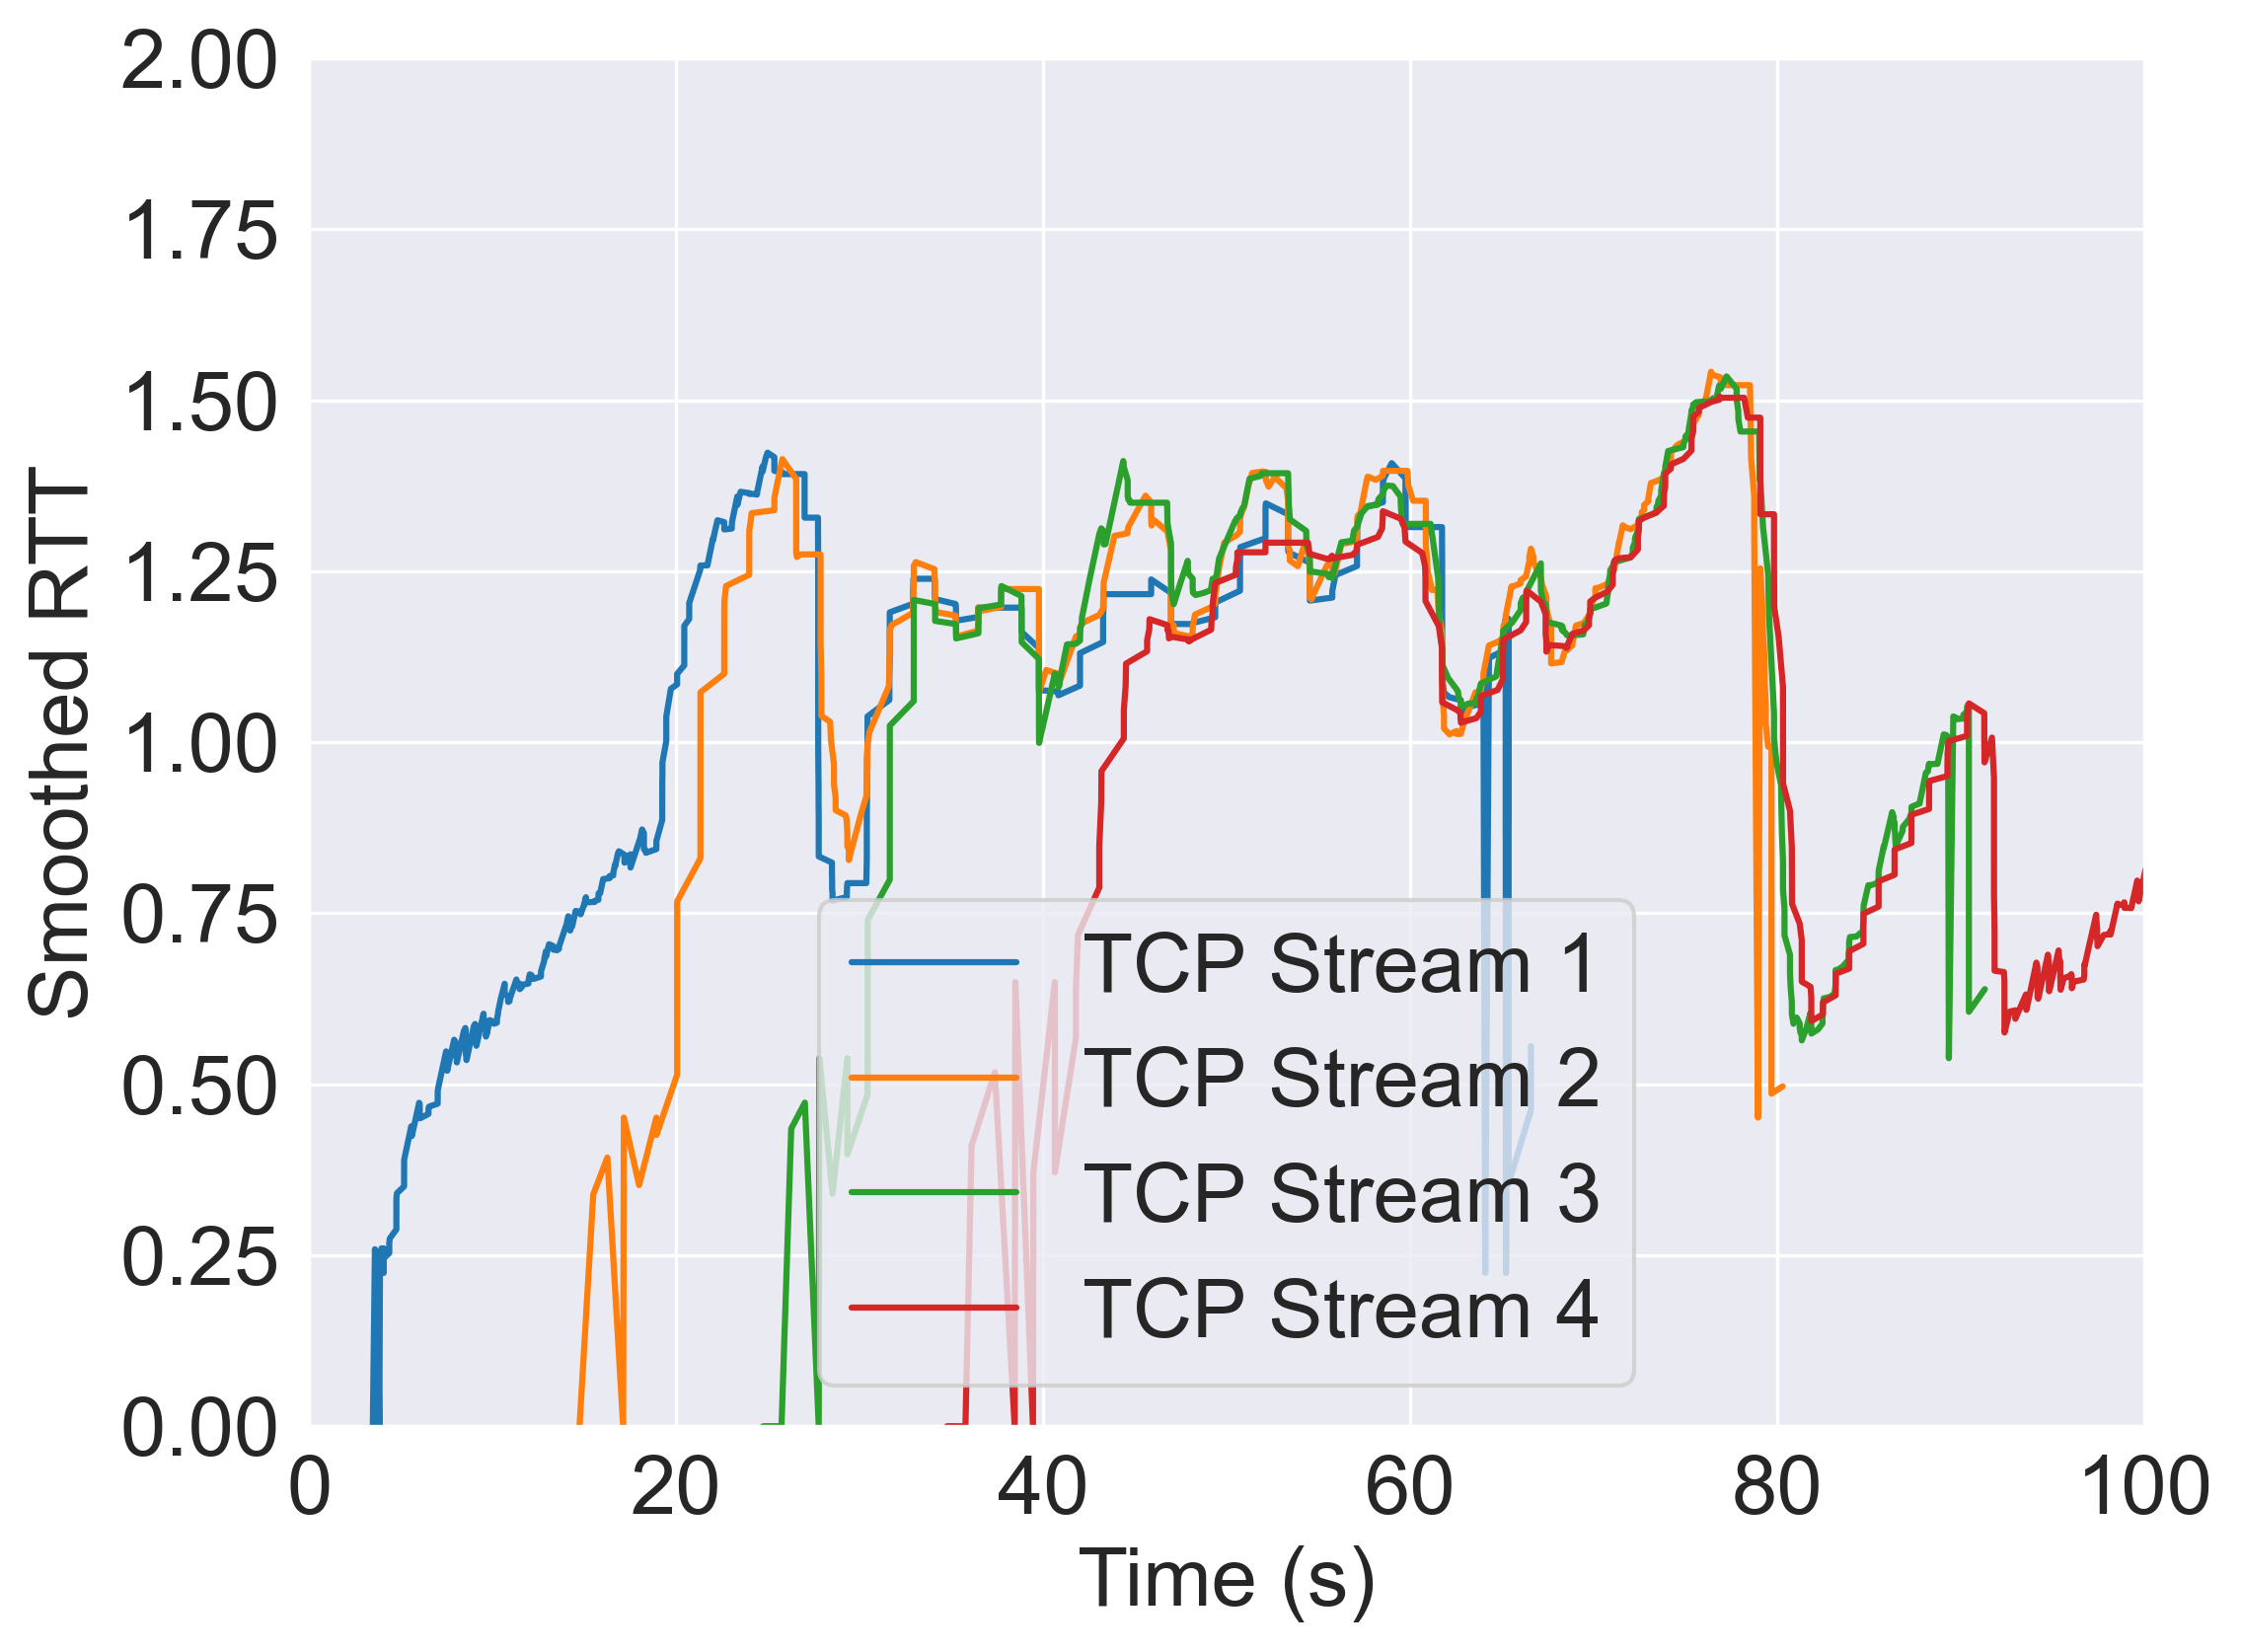 2.00
1.75
1.50
1.25
1.00
0.75
0.50
0.25
0.00
Smoothed RTT
TCP Stream 1
TCP Stream 2
TCP Stream 3
TCP Stream 4
0 20 40 60 80 100
Time (s)